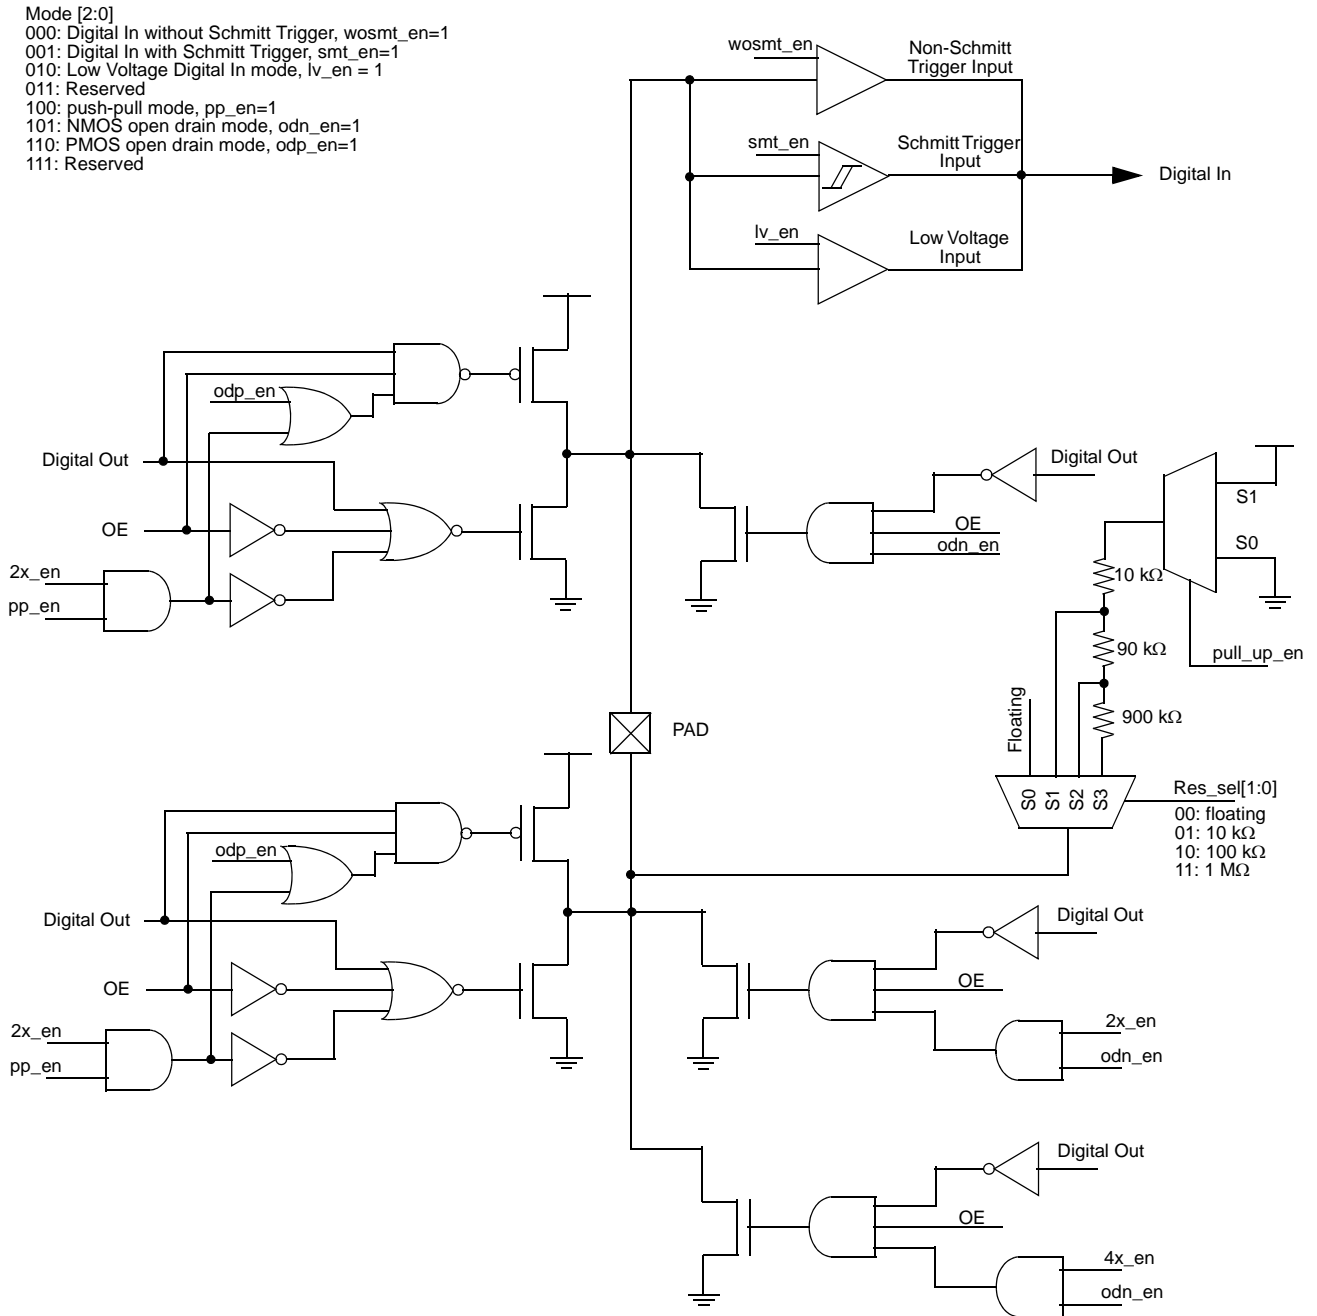 Mode [2:0]
000: Digital In without Schmitt Trigger, wosmt_en=1
001: Digital In with Schmitt Trigger, smt_en=1
010: Low Voltage Digital In mode, lv_en = 1
011: Reserved
100: push-pull mode, pp_en=1
101: NMOS open drain mode, odn_en=1
110: PMOS open drain mode, odp_en=1
111: Reserved
wosmt_en
Non-Schmitt
Trigger Input
smt_en
Schmitt Trigger
Input
Digital In
lv_en
Low Voltage
Input
odp_en
Digital Out
OE
2x_en
pp_en
Digital Out
OE
odn_en
S1
S0
10 kΩ
90 kΩ
pull_up_en
900 kΩ
Floating
PAD
S0
S1
S2
S3
Res_sel[1:0]
00: floating
01: 10 kΩ
10: 100 kΩ
11: 1 MΩ
odp_en
Digital Out
OE
2x_en
pp_en
Digital Out
OE
2x_en
odn_en
Digital Out
OE
4x_en
odn_en